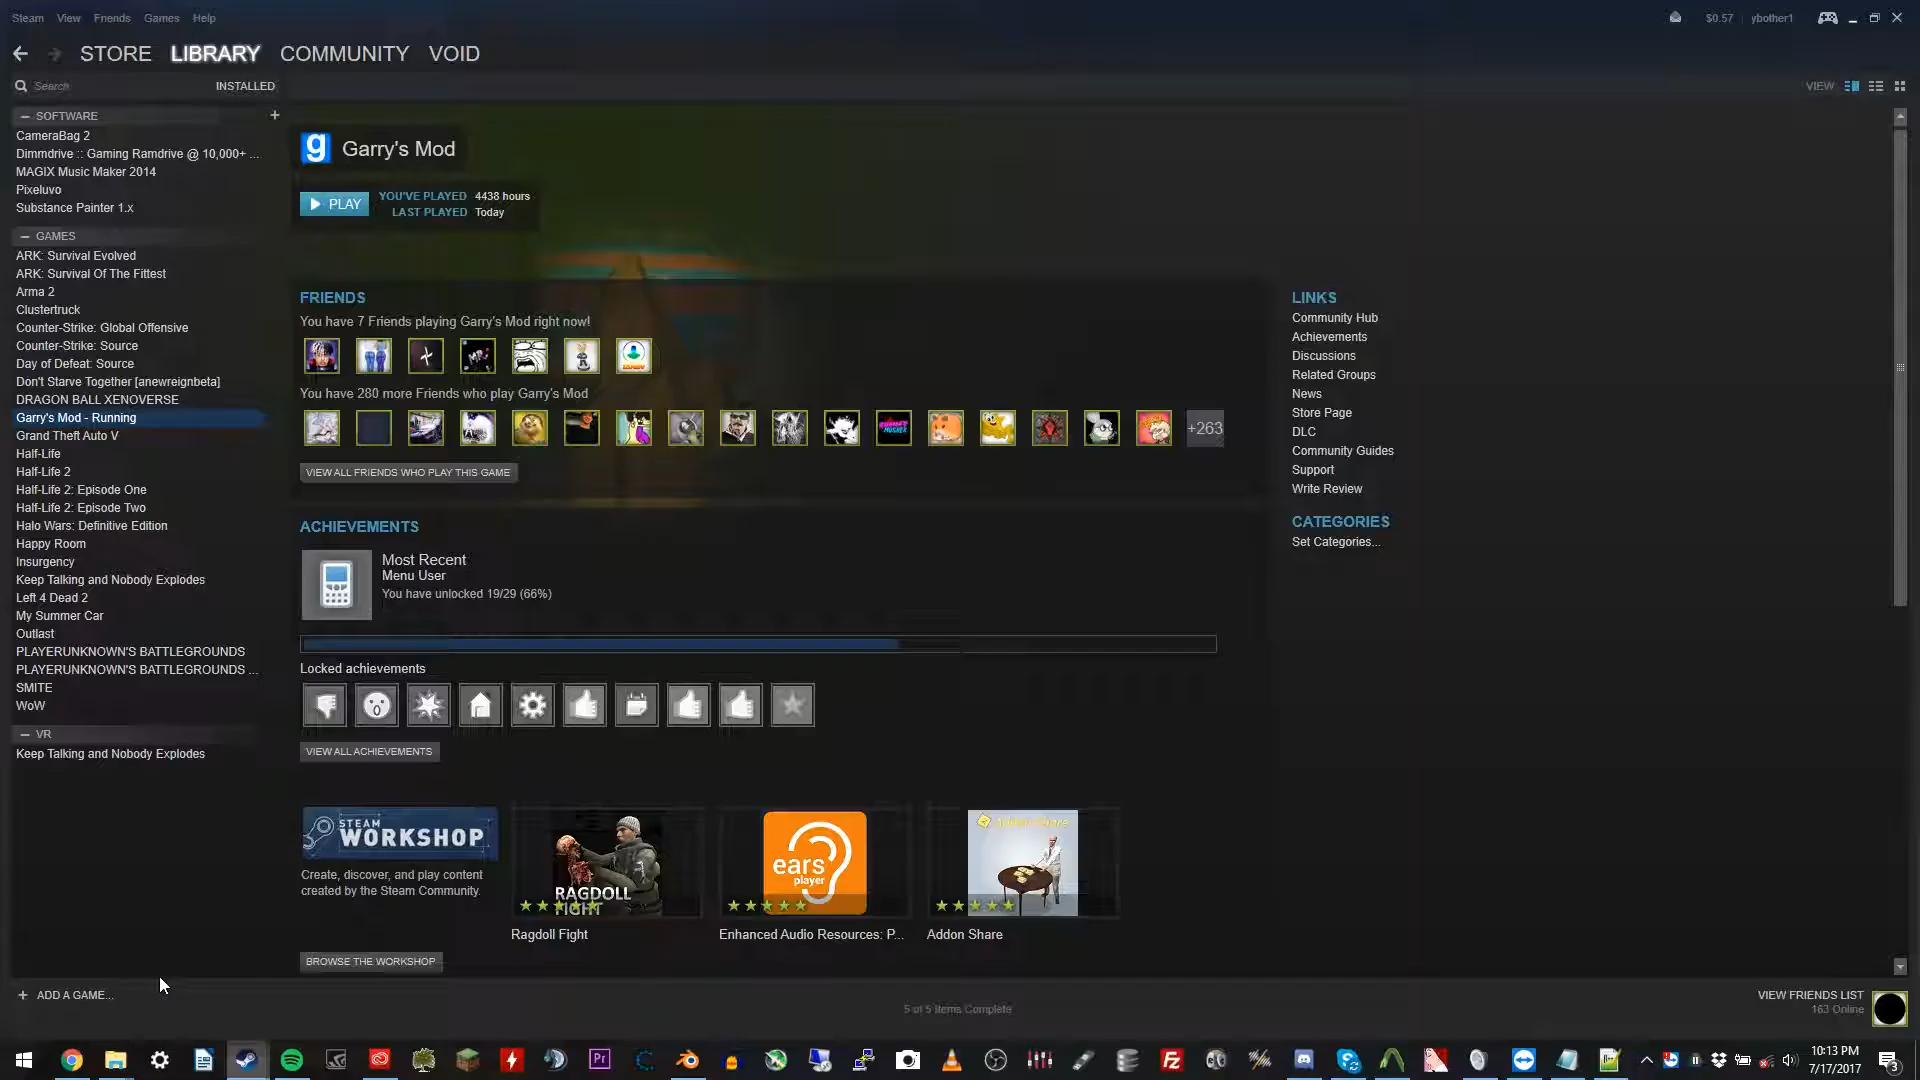 Steam View Friends Games Help
$0.57 ybother1
STORE LIBRARY COMMUNITY VOID
Search INSTALLED
VIEW
SOFTWARE
CameraBag 2
Dimmdrive :: Gaming Ramdrive @ 10,000+ ...
MAGIX Music Maker 2014
Pixeluvo
Substance Painter 1.x
GAMES
ARK: Survival Evolved
ARK: Survival Of The Fittest
Arma 2
Clustertruck
Counter-Strike: Global Offensive
Counter-Strike: Source
Day of Defeat: Source
Don't Starve Together [anewreignbeta]
DRAGON BALL XENOVERSE
Garry's Mod - Running
Grand Theft Auto V
Half-Life
Half-Life 2
Half-Life 2: Episode One
Half-Life 2: Episode Two
Halo Wars: Definitive Edition
Happy Room
Insurgency
Keep Talking and Nobody Explodes
Left 4 Dead 2
My Summer Car
Outlast
PLAYERUNKNOWN'S BATTLEGROUNDS
PLAYERUNKNOWN'S BATTLEGROUNDS ...
SMITE
WoW
VR
Keep Talking and Nobody Explodes
+ ADD A GAME...
g Garry's Mod
PLAY
YOU'VE PLAYED 4438 hours
LAST PLAYED Today
FRIENDS
You have 7 Friends playing Garry's Mod right now!
You have 280 more Friends who play Garry's Mod
+263
VIEW ALL FRIENDS WHO PLAY THIS GAME
ACHIEVEMENTS
Most Recent
Menu User
You have unlocked 19/29 (66%)
Locked achievements
VIEW ALL ACHIEVEMENTS
STEAM
WORKSHOP
Create, discover, and play content
created by the Steam Community.
BROWSE THE WORKSHOP
RAGDOLL
FIGHT
Ragdoll Fight
ears
player
Enhanced Audio Resources: P...
Addon Share
Addon Share
LINKS
Community Hub
Achievements
Discussions
Related Groups
News
Store Page
DLC
Community Guides
Support
Write Review
CATEGORIES
Set Categories...
5 of 5 Items Complete
VIEW FRIENDS LIST
163 Online
Pr
Fz
10:13 PM
7/17/2017
3